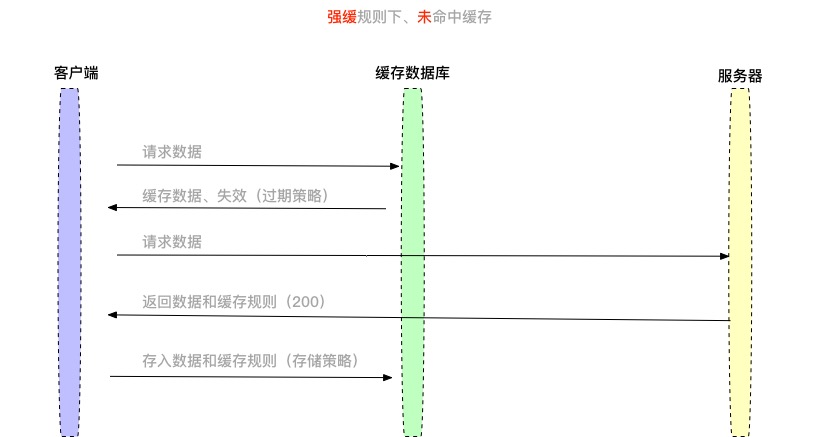 强缓规则下、未命中缓存
客户端
缓存数据库
服务器
请求数据
缓存数据、失效（过期策略）
请求数据
返回数据和缓存规则（200）
存入数据和缓存规则（存储策略）